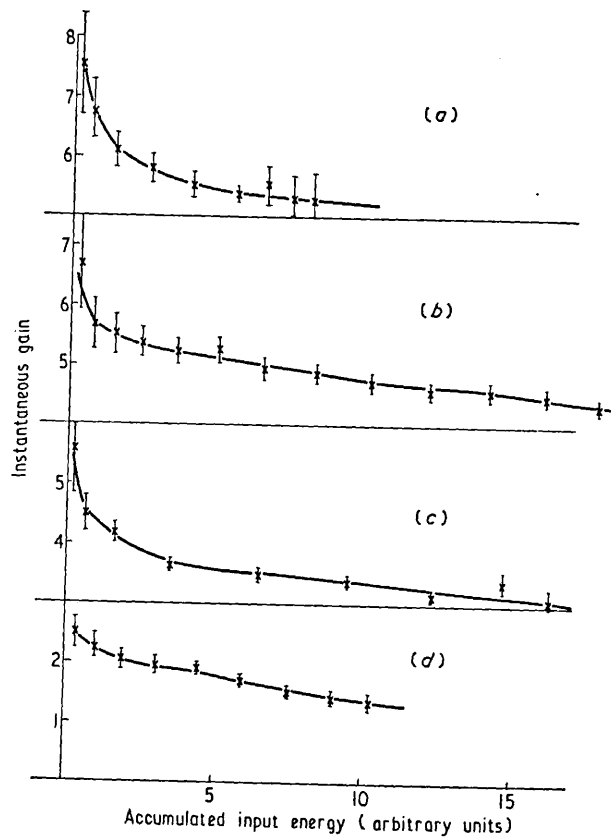 8
7
6
(a)
7
6
5
(b)
5
4
(c)
2
1
(d)
Instantaneous gain
5 10 15
Accumulated input energy (arbitrary units)